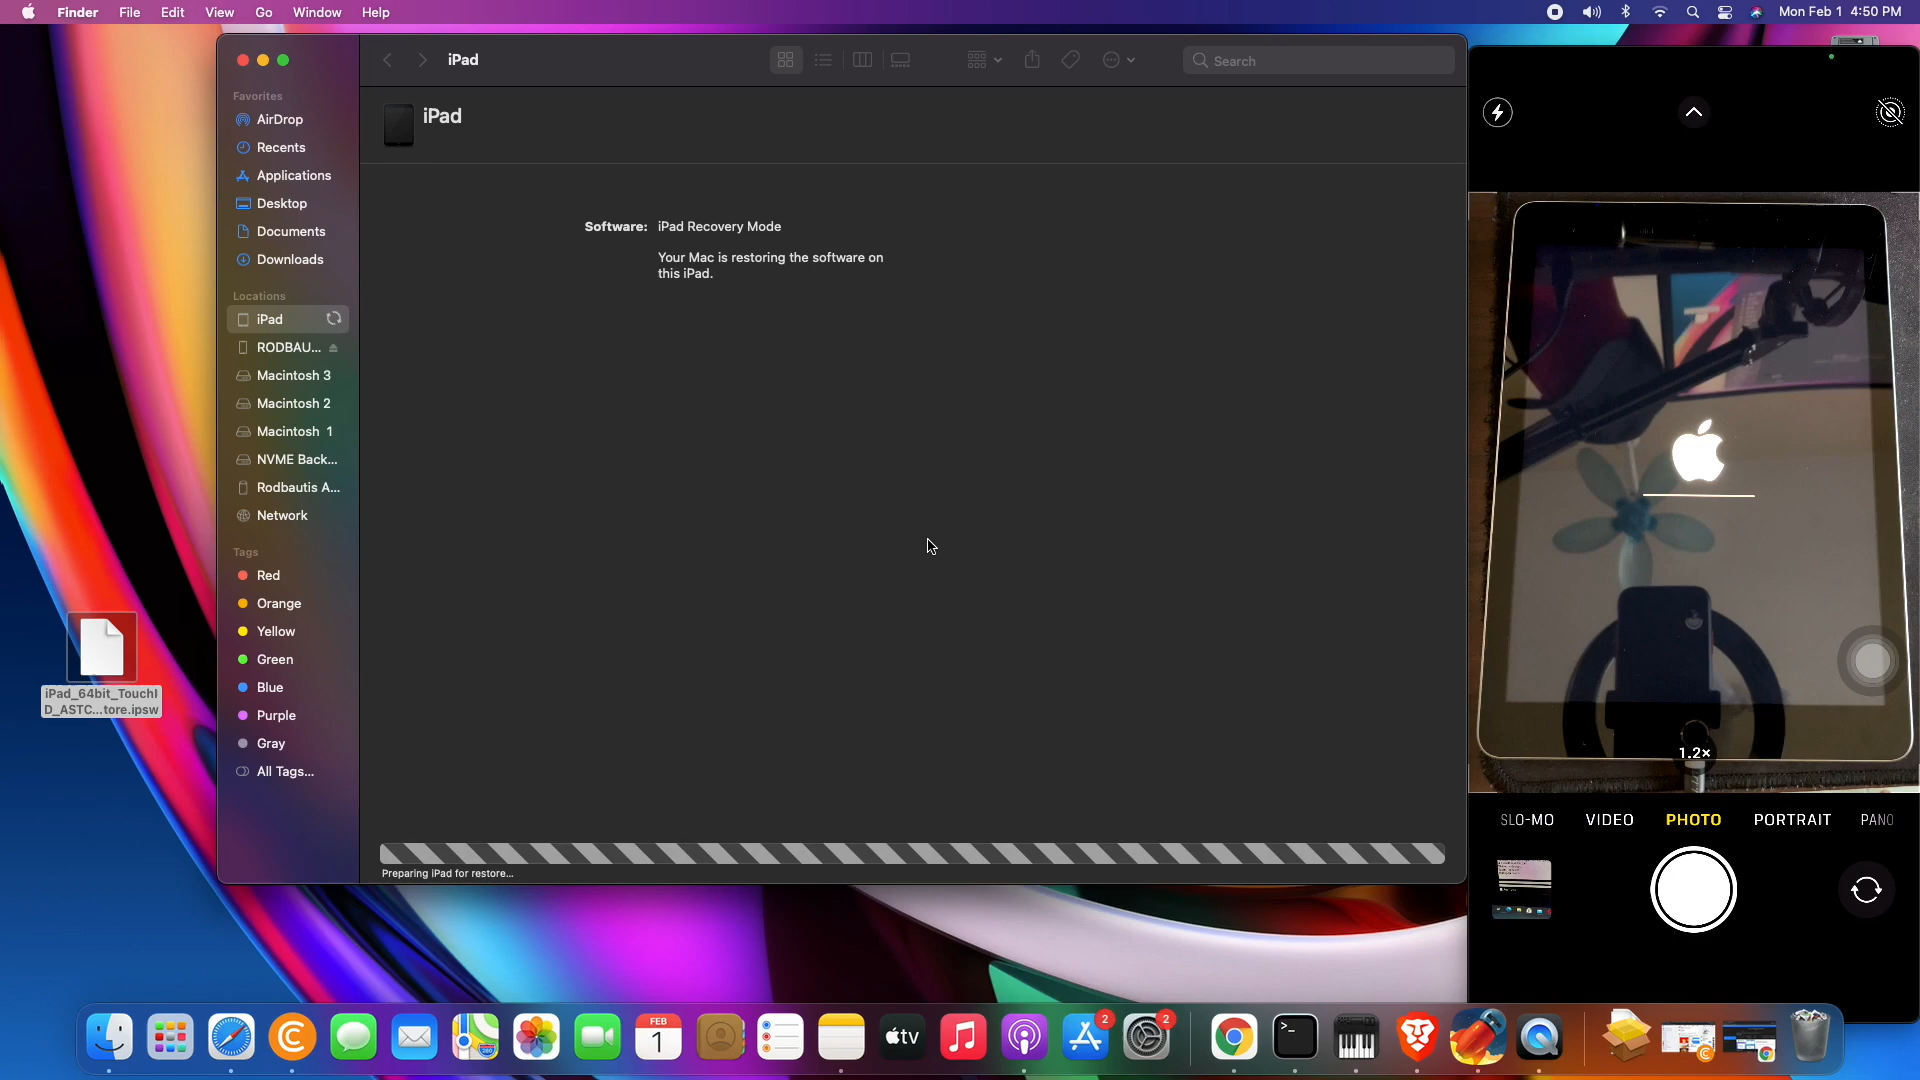 Finder File Edit View Go Window Help
Mon Feb 1 4:50 PM
iPad
Search
Favorites
AirDrop
Recents
Applications
Desktop
Documents
Downloads
Locations
iPad
RODBAU...
Macintosh 3
Macintosh 2
Macintosh 1
NVME Back...
Rodbautis A...
Network
Tags
Red
Orange
Yellow
Green
Blue
Purple
Gray
All Tags...
iPad
Software: iPad Recovery Mode
Your Mac is restoring the software on
this iPad.
Preparing iPad for restore...
iPad_64bit_TouchI
D_ASTC...tore.ipsw
1.2×
SLO-MO VIDEO PHOTO PORTRAIT PANO
FEB
1
280
tv
2
2
>_